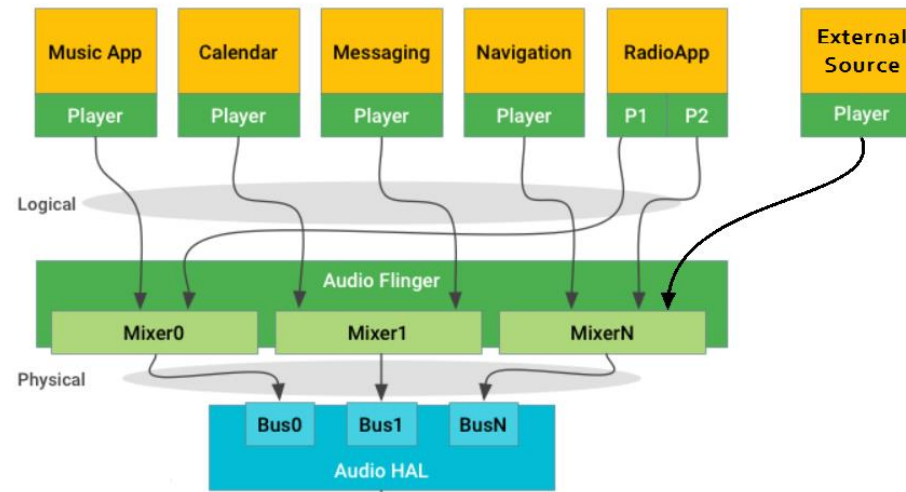 Music App
Calendar
Messaging
Navigation
RadioApp
External
Source
Player
Player
Player
Player
P1
P2
Player
Logical
Audio Flinger
Mixer0
Mixer1
MixerN
Physical
Bus0
Bus1
BusN
Audio HAL